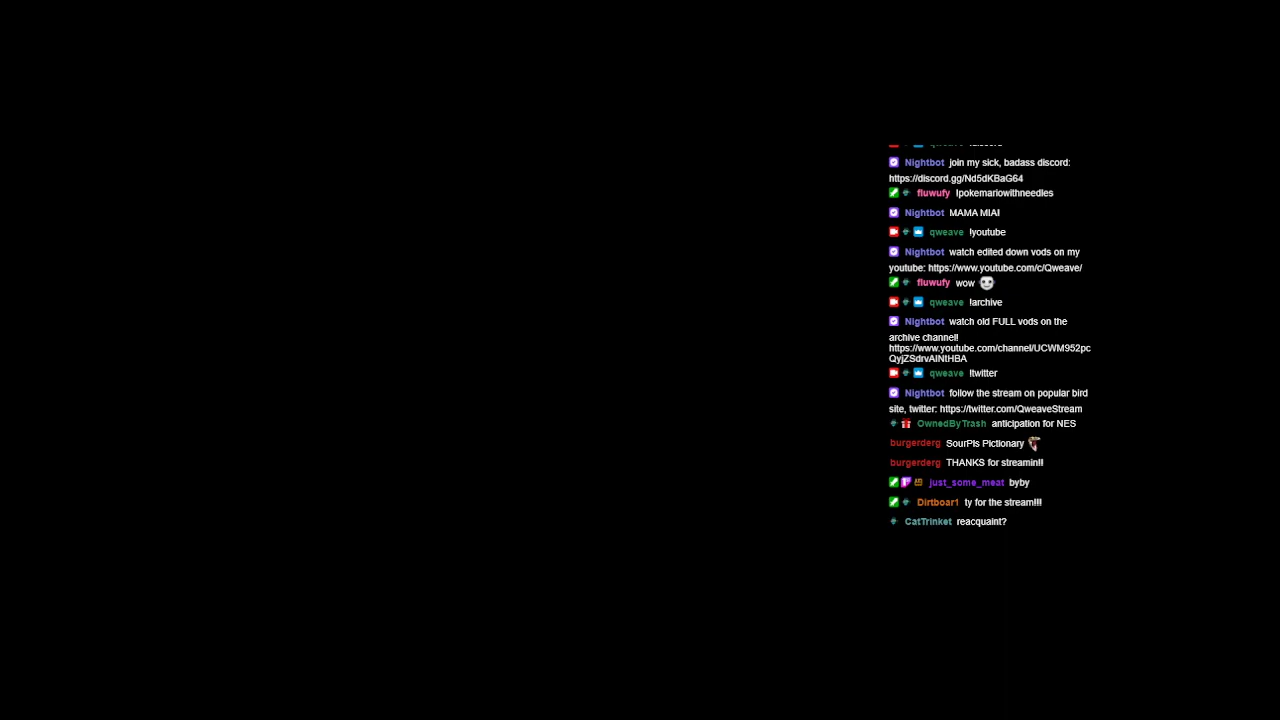 Nightbot join my sick, badass discord:
https://discord.gg/Nd5dKBaG64
fluwufy !pokemariowithneedles
Nightbot MAMA MIA!
qweave !youtube
Nightbot watch edited down vods on my
youtube: https://www.youtube.com/c/Qweave/
fluwufy wow
qweave !archive
Nightbot watch old FULL vods on the
archive channel!
https://www.youtube.com/channel/UCWM952pc
QyjZSdrvAINtHBA
qweave !twitter
Nightbot follow the stream on popular bird
site, twitter: https://twitter.com/QweaveStream
OwnedByTrash anticipation for NES
burgerderg SourPls Pictionary
burgerderg THANKS for streamin!!
just_some_meat byby
Dirtboar1 ty for the stream!!!
CatTrinket reacquaint?